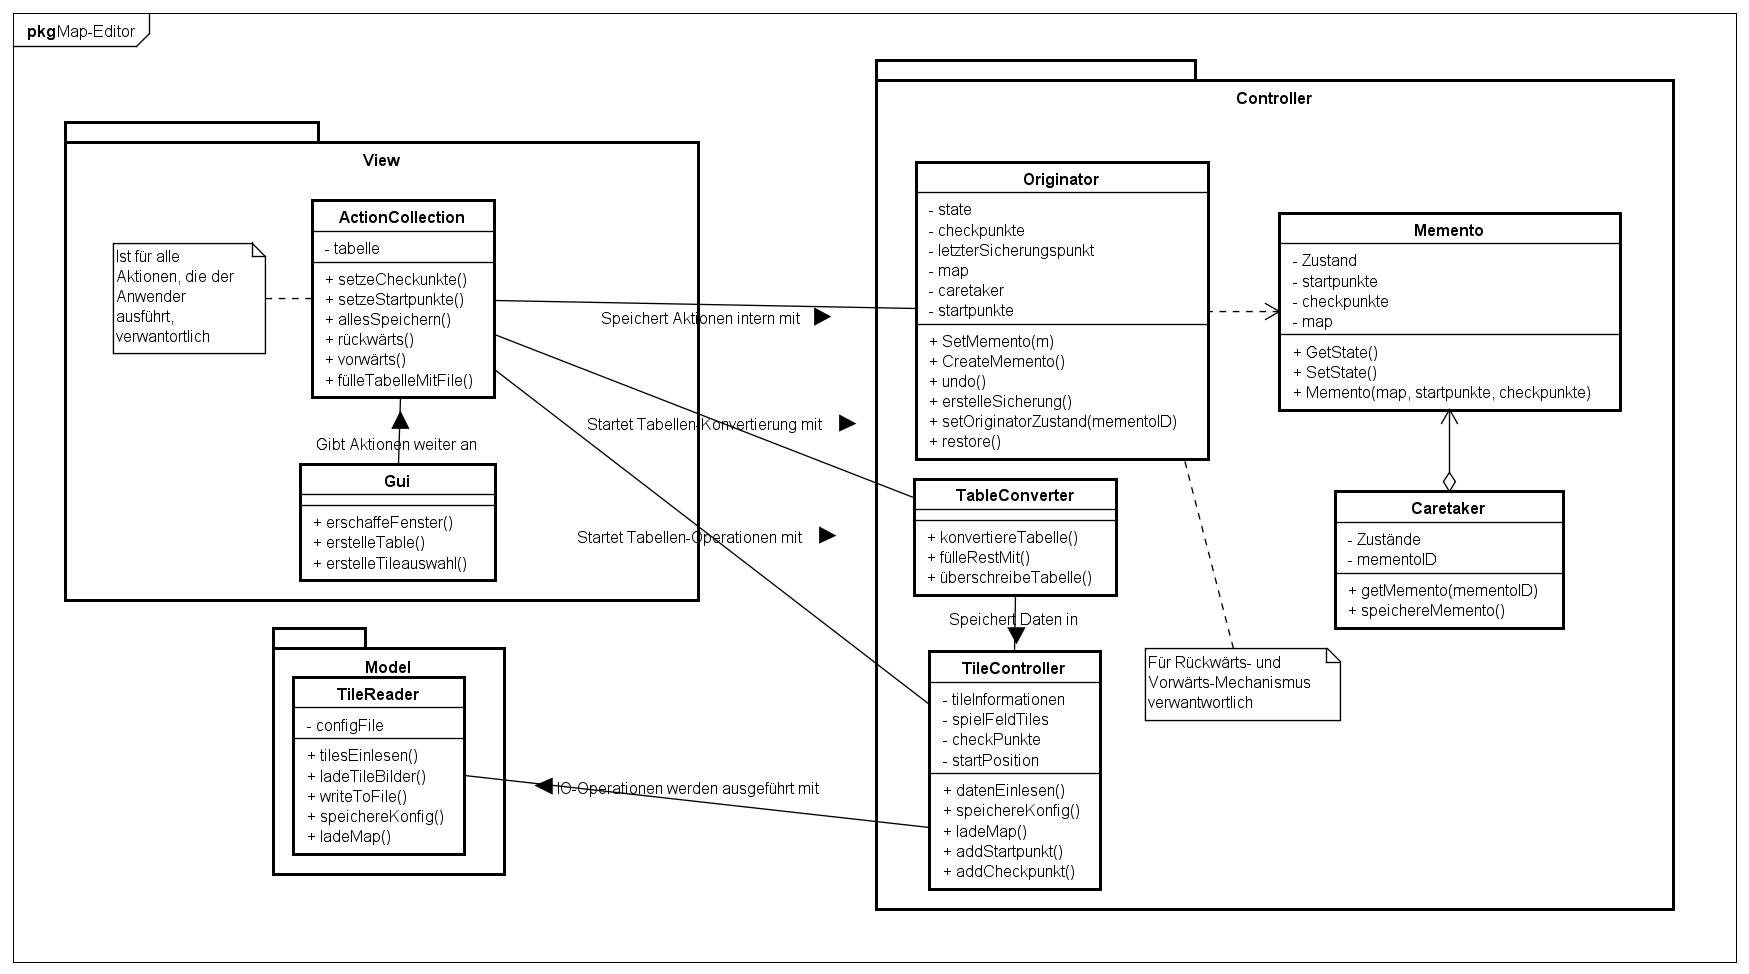 pkgMap-Editor
View
Ist für alle
Aktionen, die der
Anwender
ausführt,
verwantortlich
ActionCollection
- tabelle
+ setzeCheckunkte()
+ setzeStartpunkte()
+ allesSpeichern()
+ rückwärts()
+ vorwärts()
+ fülleTabelleMitFile()
Gibt Aktionen weiter an
Gui
+ erschaffeFenster()
+ erstelleTable()
+ erstelleTileauswahl()
Model
TileReader
- configFile
+ tilesEinlesen()
+ ladeTileBilder()
+ writeToFile()
+ speichereKonfig()
+ ladeMap()
Speichert Aktionen intern mit
Startet Tabellen-Konvertierung mit
Startet Tabellen-Operationen mit
IO-Operationen werden ausgeführt mit
Controller
Originator
- state
- checkpunkte
- letzterSicherungspunkt
- map
- caretaker
- startpunkte
+ SetMemento(m)
+ CreateMemento()
+ undo()
+ erstelleSicherung()
+ setOriginatorZustand(mementoID)
+ restore()
TableConverter
+ konvertiereTabelle()
+ fülleRestMit()
+ überschreibeTabelle()
Speichert Daten in
TileController
- tileInformationen
- spielFeldTiles
- checkPunkte
- startPosition
+ datenEinlesen()
+ speichereKonfig()
+ ladeMap()
+ addStartpunkt()
+ addCheckpunkt()
Memento
- Zustand
- startpunkte
- checkpunkte
- map
+ GetState()
+ SetState()
+ Memento(map, startpunkte, checkpunkte)
Caretaker
- Zustände
- mementoID
+ getMemento(mementoID)
+ speichereMemento()
Für Rückwärts- und
Vorwärts-Mechanismus
verwantwortlich